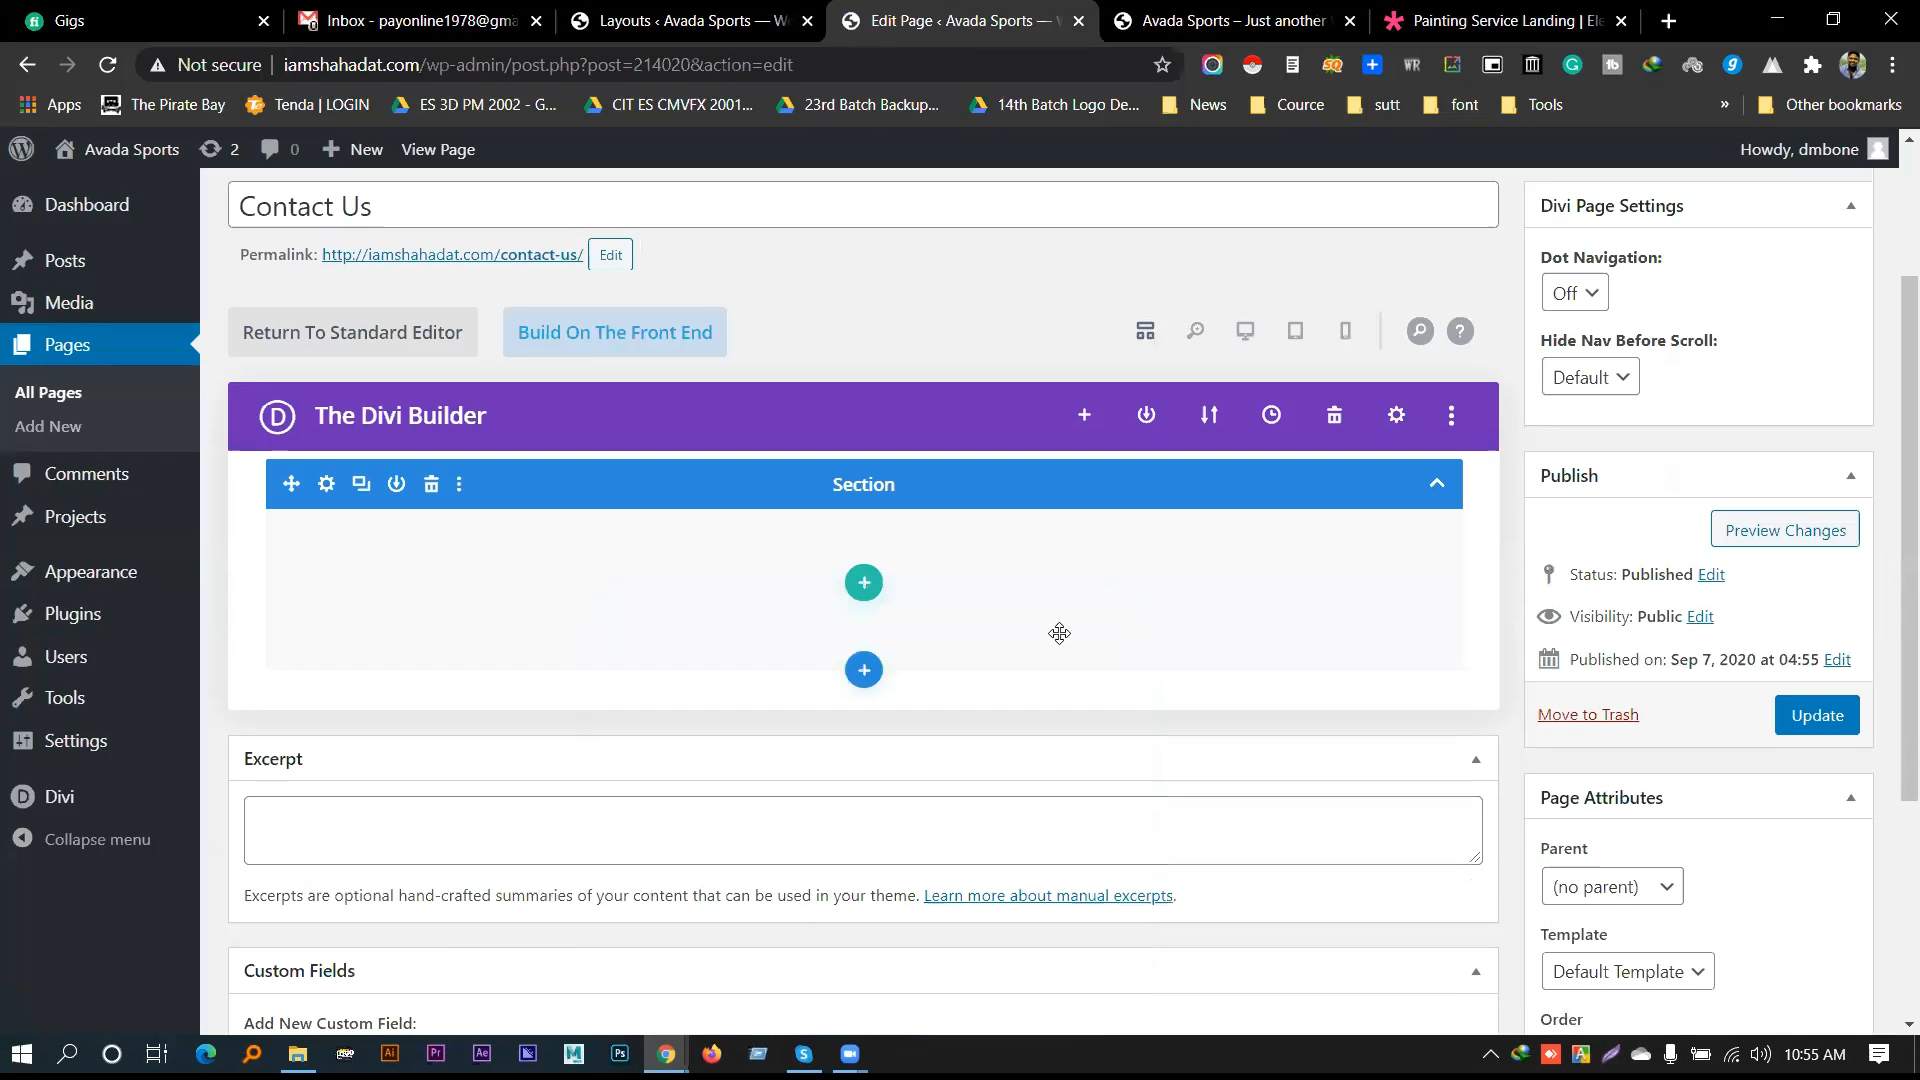 Gigs
Inbox - payonline1978@gma
Layouts ‹ Avada Sports — W
Edit Page ‹ Avada Sports —
Avada Sports – Just another
Painting Service Landing | Ele
Not secure
iamshahadat.com/wp-admin/post.php?post=214020&action=edit
Apps
The Pirate Bay
Tenda | LOGIN
ES 3D PM 2002 - G...
CIT ES CMVFX 2001...
23rd Batch Backup...
14th Batch Logo De...
News
Cource
sutt
font
Tools
»
Other bookmarks
Avada Sports
2
0
New
View Page
Howdy, dmbone
Dashboard
Posts
Media
Pages
All Pages
Add New
Comments
Projects
Appearance
Plugins
Users
Tools
Settings
Divi
Collapse menu
Contact Us
Permalink: http://iamshahadat.com/contact-us/
Edit
Return To Standard Editor
Build On The Front End
The Divi Builder
Section
Excerpt
Excerpts are optional hand-crafted summaries of your content that can be used in your theme. Learn more about manual excerpts.
Custom Fields
Add New Custom Field:
Divi Page Settings
Dot Navigation:
Off
Hide Nav Before Scroll:
Default
Publish
Preview Changes
Status: Published Edit
Visibility: Public Edit
Published on: Sep 7, 2020 at 04:55 Edit
Move to Trash
Update
Page Attributes
Parent
(no parent)
Template
Default Template
Order
10:55 AM